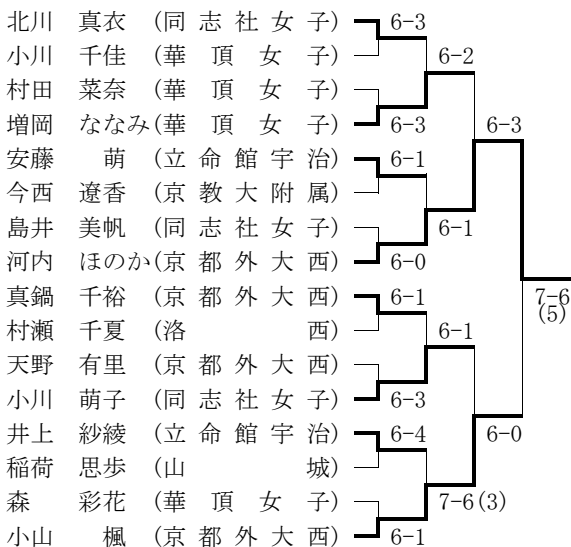 北川 真衣 (同志社女子) 6-3
小川 千佳 (華頂女子) 6-2
村田 菜奈 (華頂女子)
増岡 ななみ (華頂女子) 6-3 6-3
安藤 萌 (立命館宇治) 6-1
今西 遼香 (京教大附属)
島井 美帆 (同志社女子) 6-1
河内 ほのか (京都外大西) 6-0
真鍋 千裕 (京都外大西) 6-1 7-6
(5)
村瀬 千夏 (洛西) 6-1
天野 有里 (京都外大西)
小川 萌子 (同志社女子) 6-3
井上 紗綾 (立命館宇治) 6-4 6-0
稲荷 思歩 (山城)
森 彩花 (華頂女子) 7-6(3)
小山 楓 (京都外大西) 6-1